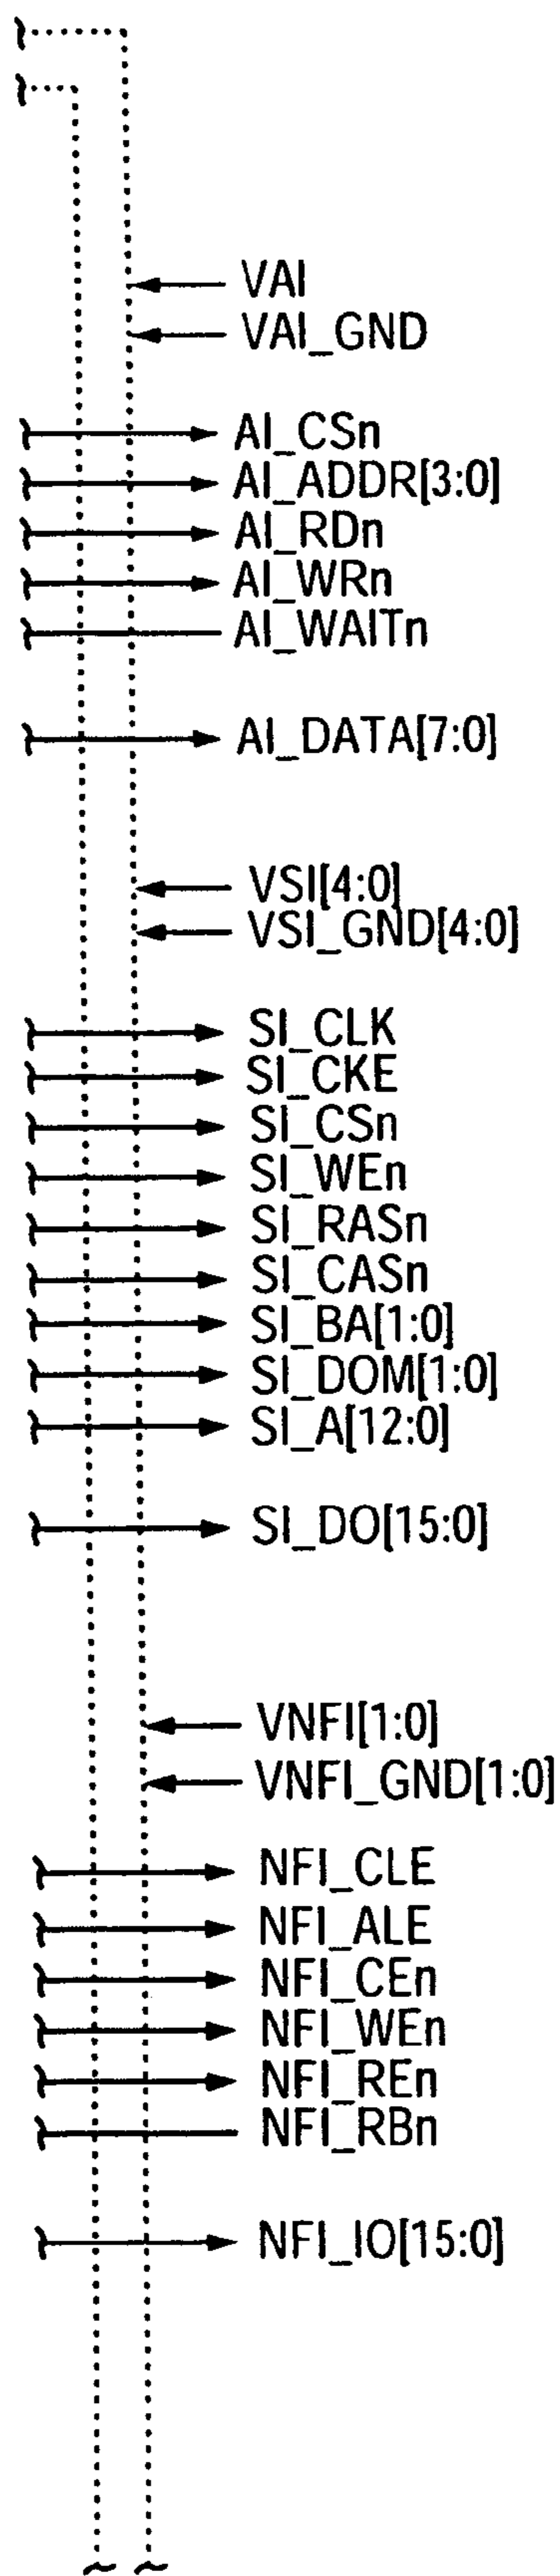 VAI
VAI_GND
AI_CSn
AI_ADDR[3:0]
AI_RDn
AI_WRn
AI_WAITn
AI_DATA[7:0]
VSI[4:0]
VSI_GND[4:0]
SI_CLK
SI_CKE
SI_CSn
SI_WEn
SI_RASn
SI_CASn
SI_BA[1:0]
SI_DOM[1:0]
SI_A[12:0]
SI_DO[15:0]
VNFI[1:0]
VNFI_GND[1:0]
NFI_CLE
NFI_ALE
NFI_CEn
NFI_WEn
NFI_REn
NFI_RBn
NFI_IO[15:0]